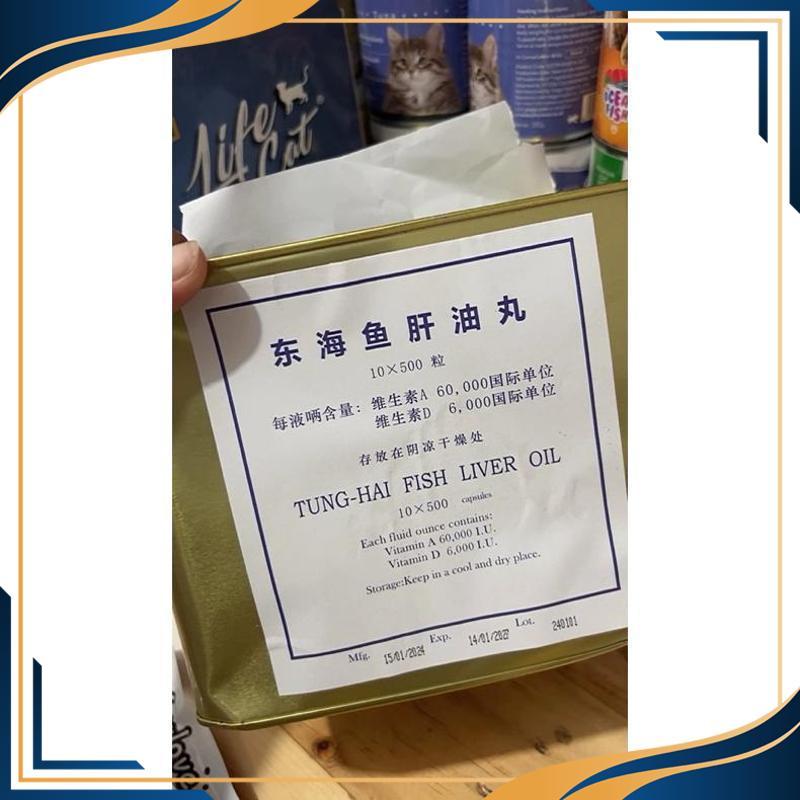 Life
Cat
OCEAN
FISH
东海鱼肝油丸
10×500 粒
每液唡含量: 维生素A 60,000国际单位
维生素D 6,000国际单位
存放在阴凉干燥处
TUNG-HAI FISH LIVER OIL
10×500 capsules
Each fluid ounce contains:
Vitamin A 60,000 I.U.
Vitamin D 6,000 I.U.
Storage:Keep in a cool and dry place.
Mfg. 15/01/2024 Exp. 14/01/2027 Lot. 240101